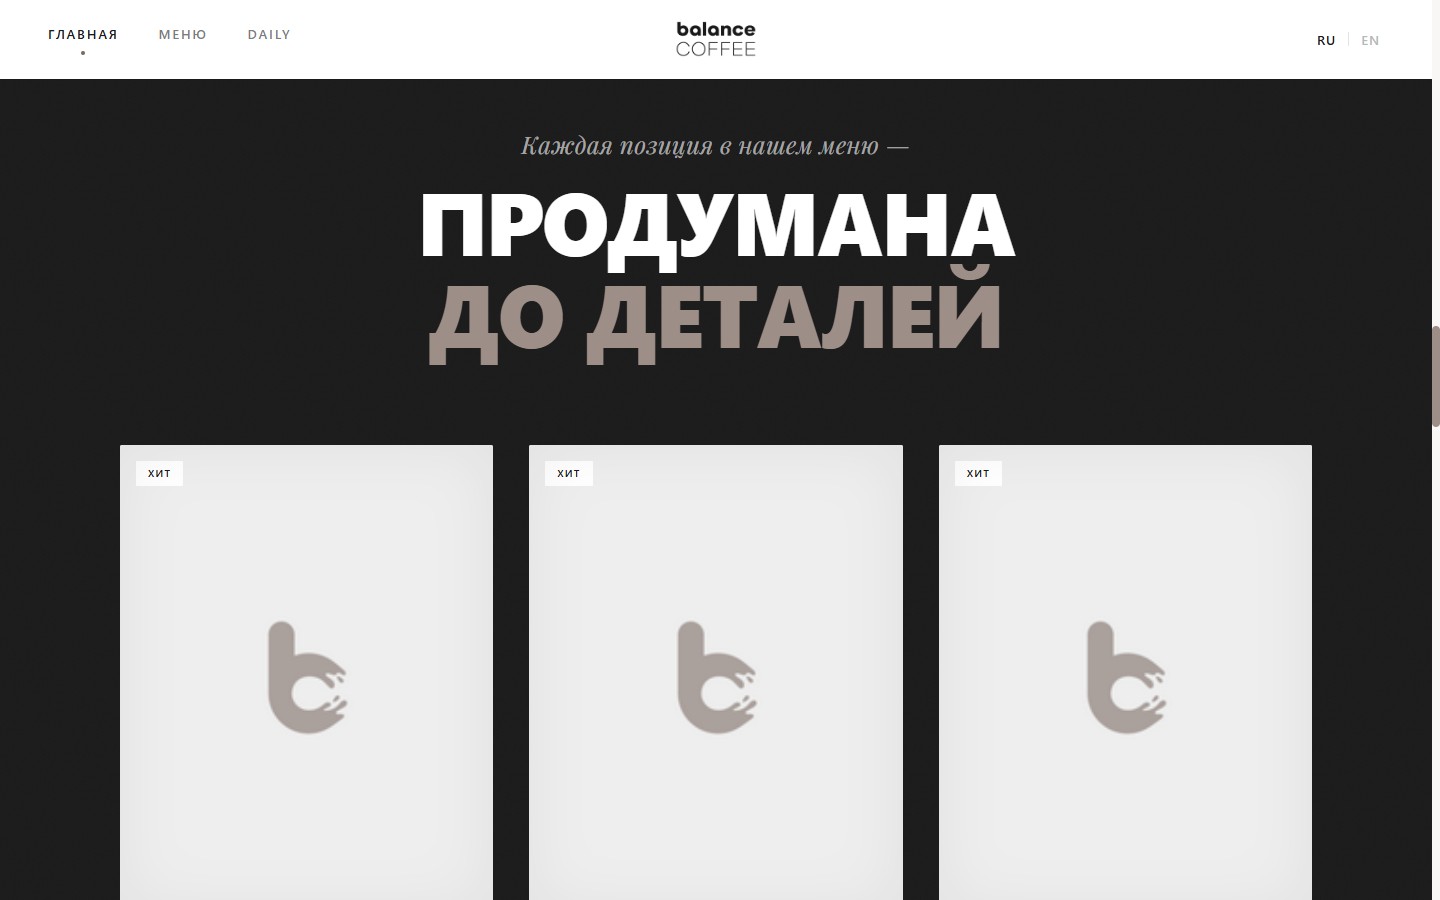 ГЛАВНАЯ МЕНЮ DAILY
balance
COFFEE
RU EN
Каждая позиция в нашем меню —
ПРОДУМАНА
ДО ДЕТАЛЕЙ
ХИТ ХИТ ХИТ